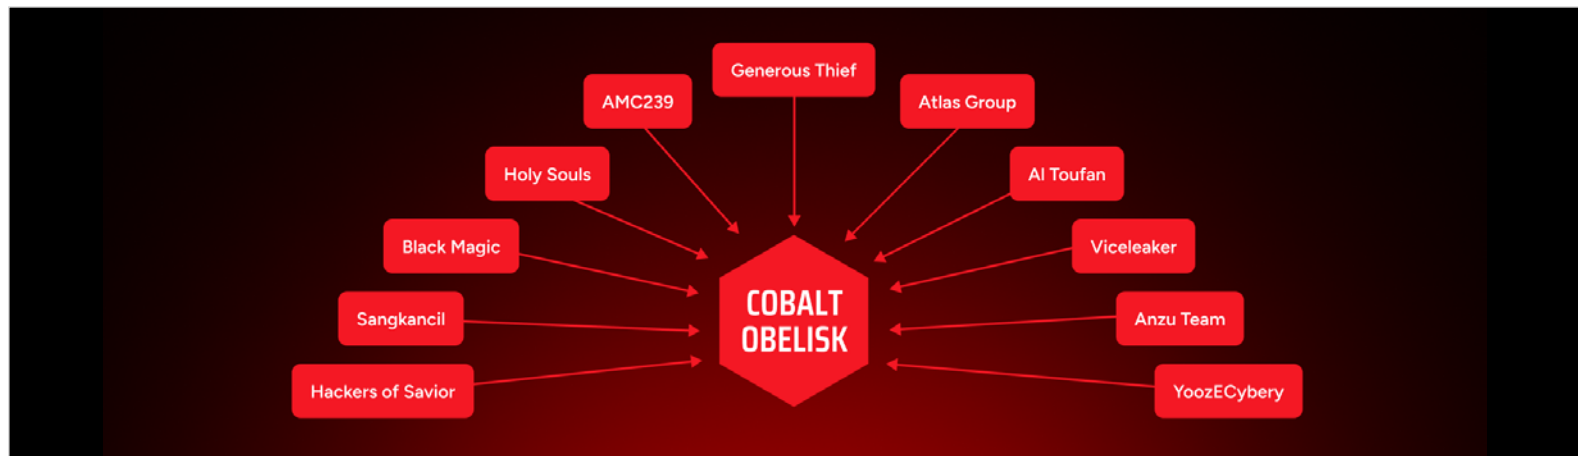 Generous Thief
AMC239
Atlas Group
Holy Souls
Al Toufan
Black Magic
Viceleaker
COBALT
OBELISK
Sangkancil
Anzu Team
Hackers of Savior
YoozECybery